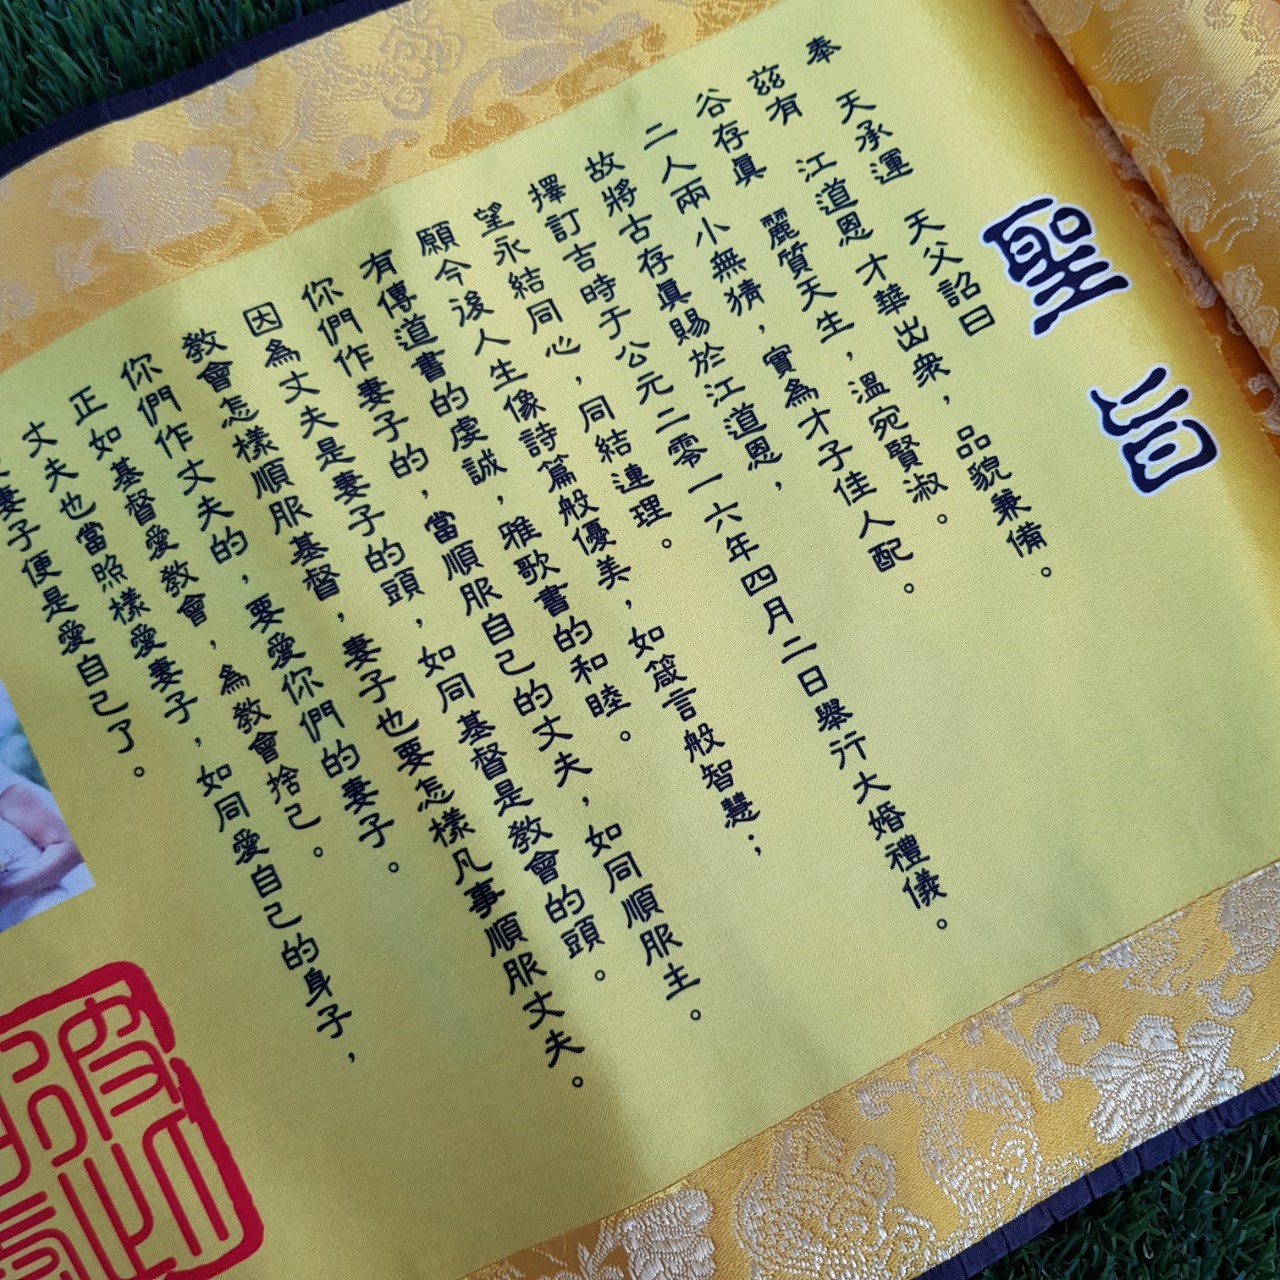 聖旨
奉 天承運 天父詔曰
茲有 江道恩才華出衆，品貌兼備。
谷存眞 麗質天生，溫宛賢淑。
二人兩小無猜，實為才子佳人配。
故將古存眞賜於江道恩，
擇訂吉時于公元二零一六年四月二日舉行大婚禮儀。
望永結同心，同結連理。
願今後人生像詩篇般優美，如箴言般智慧；
有傳道書的虔誠，雅歌書的和睦。
你們作妻子的，當順服自己的丈夫，如同順服主。
因為丈夫是妻子的頭，如同基督是教會的頭。
教會怎樣順服基督，妻子也要怎樣凡事順服丈夫。
你們作丈夫的，要愛你們的妻子。
正如基督愛教會，為教會捨己。
丈夫也當照樣愛妻子，如同愛自己的身子，
妻子便是愛自己了。